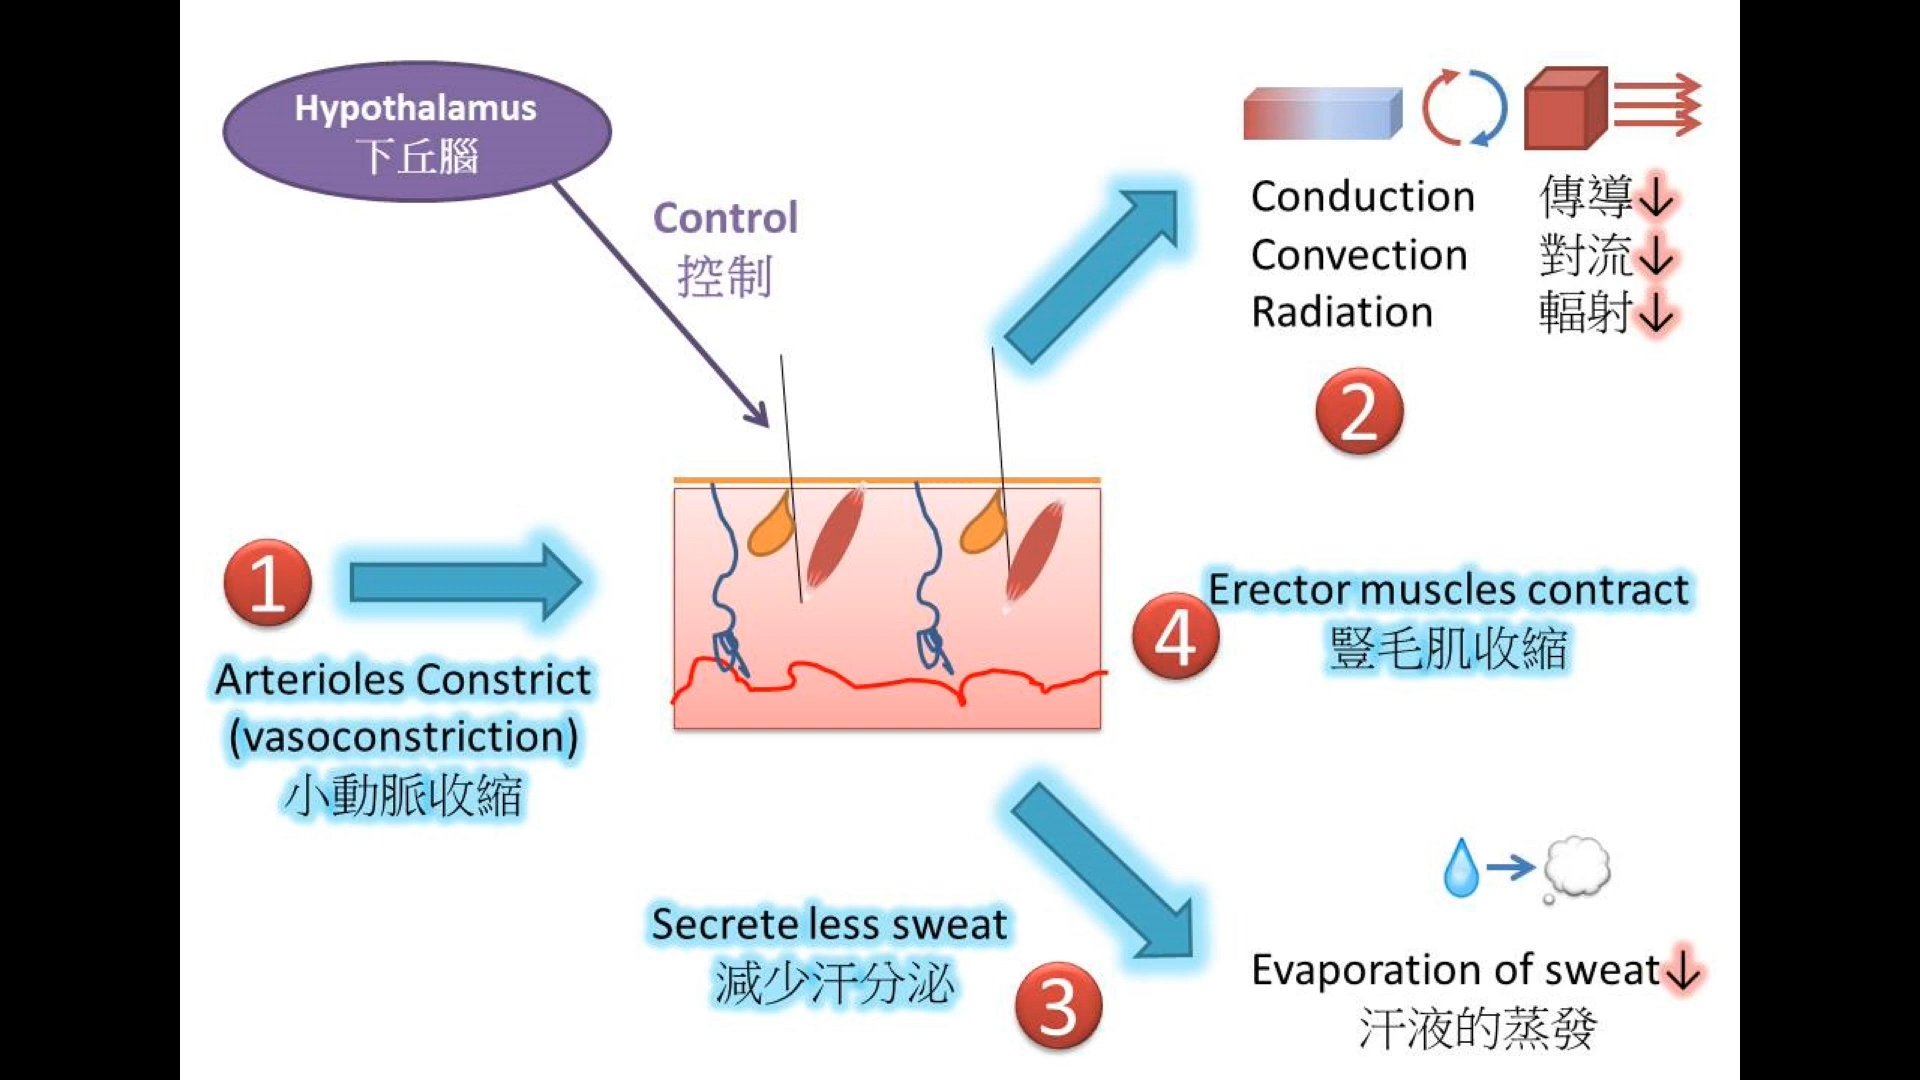 Hypothalamus
下丘腦
Control
控制
Conduction 傳導↓
Convection 對流↓
Radiation 輻射↓
2
1
Arterioles Constrict
(vasoconstriction)
小動脈收縮
4
Erector muscles contract
豎毛肌收縮
Secrete less sweat
減少汗分泌
3
Evaporation of sweat↓
汗液的蒸發